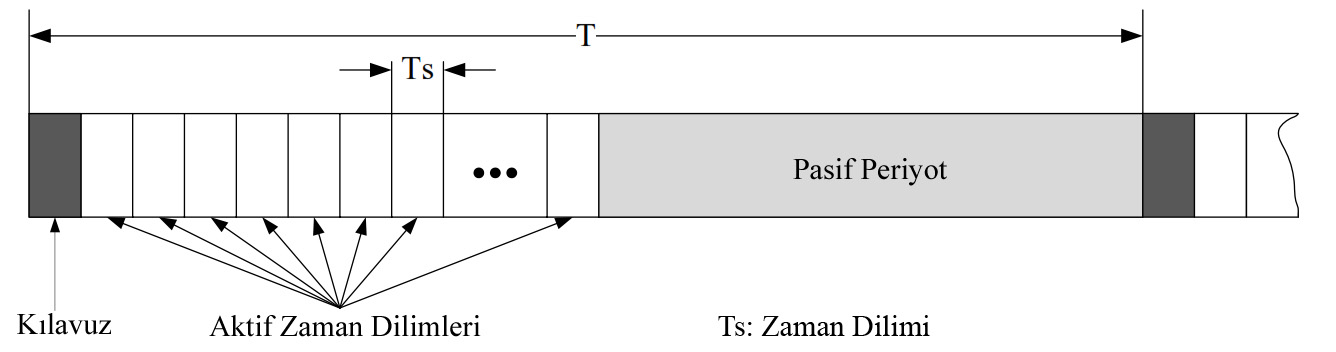 T
Ts
Pasif Periyot
Kılavuz
Aktif Zaman Dilimleri
Ts: Zaman Dilimi